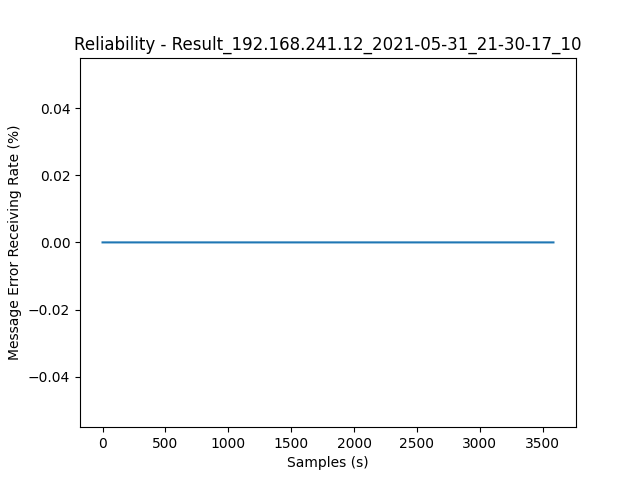 Reliability - Result_192.168.241.12_2021-05-31_21-30-17_10
Message Error Receiving Rate (%)
0.04
0.02
0.00
−0.02
−0.04
0 500 1000 1500 2000 2500 3000 3500
Samples (s)